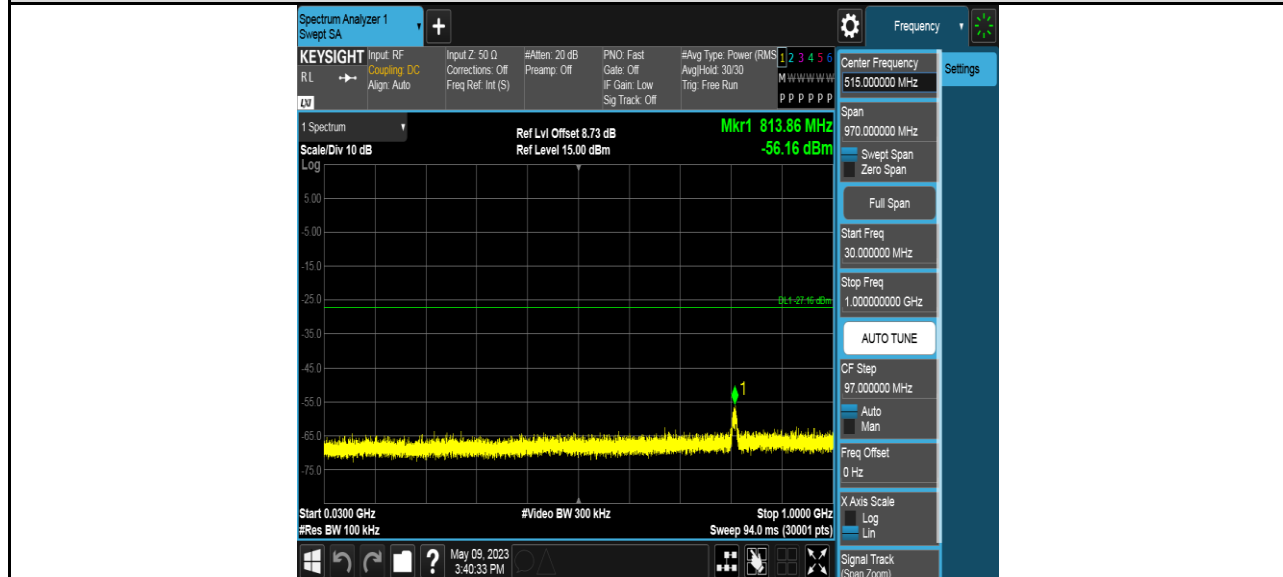 Spectrum Analyzer 1
Swept SA
+
Frequency
KEYSIGHT
RL
LXI
Input: RF
Coupling: DC
Align: Auto
Input Z: 50 Ω
Corrections: Off
Freq Ref: Int (S)
#Atten: 20 dB
Preamp: Off
PNO: Fast
Gate: Off
IF Gain: Low
Sig Track: Off
#Avg Type: Power (RMS
Avg|Hold: 30/30
Trig: Free Run
1 2 3 4 5 6
M W W W W W
P P P P P P
1 Spectrum
Scale/Div 10 dB
Ref Lvl Offset 8.73 dB
Ref Level 15.00 dBm
Mkr1 813.86 MHz
-56.16 dBm
Log
5.00
-5.00
-15.0
-25.0
DL1 -27.16 dBm
-35.0
-45.0
1
-55.0
-65.0
-75.0
Start 0.0300 GHz
#Res BW 100 kHz
#Video BW 300 kHz
Stop 1.0000 GHz
Sweep 94.0 ms (30001 pts)
?
May 09, 2023
3:40:33 PM
Center Frequency
515.000000 MHz
Settings
Span
970.000000 MHz
Swept Span
Zero Span
Full Span
Start Freq
30.000000 MHz
Stop Freq
1.000000000 GHz
AUTO TUNE
CF Step
97.000000 MHz
Auto
Man
Freq Offset
0 Hz
X Axis Scale
Log
Lin
Signal Track
(Span Zoom)